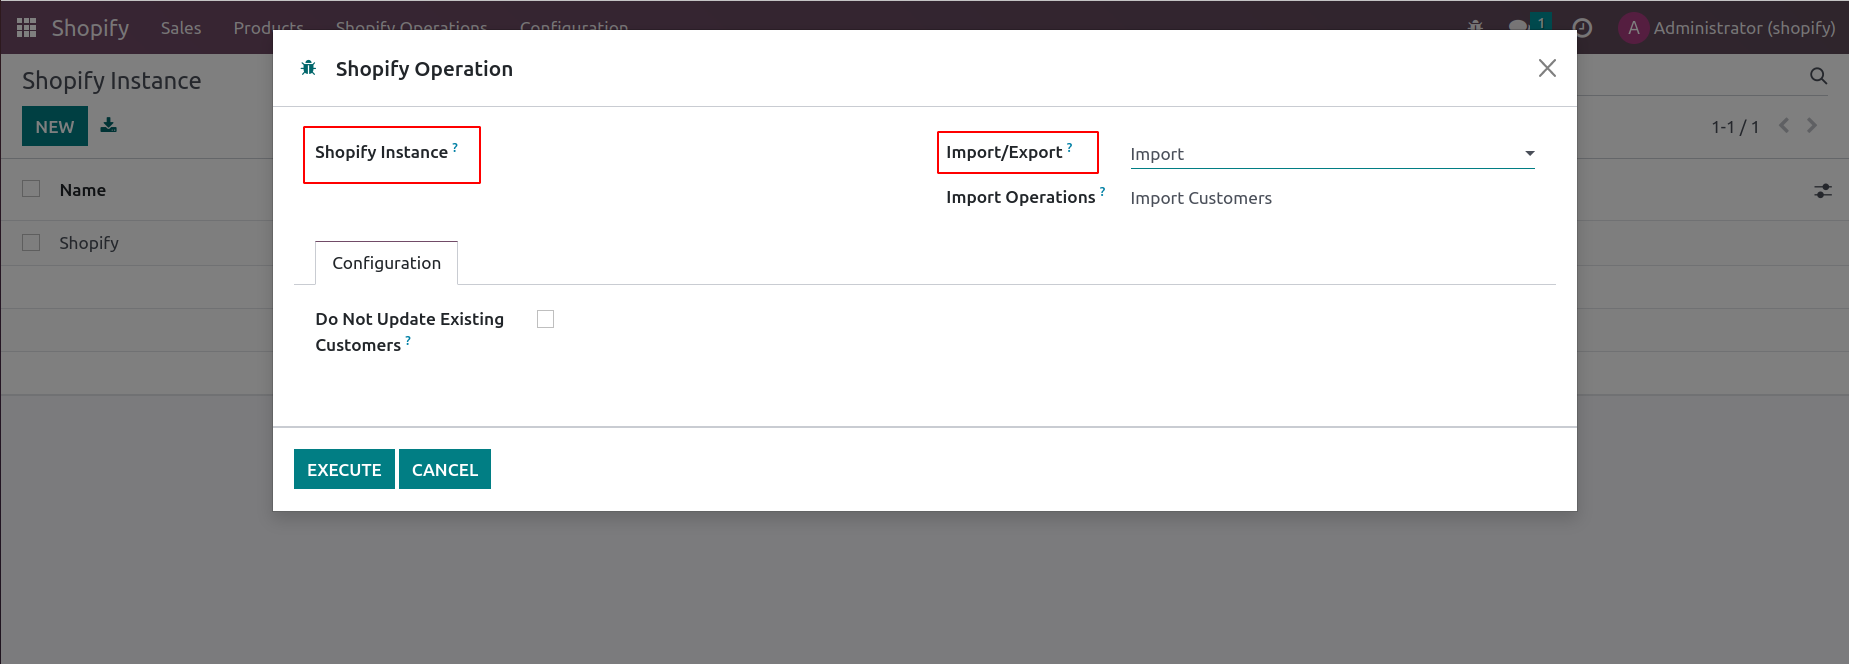 Shopify Sales Products Shopify Operations Configuration 1 A Administrator (shopify)
Shopify Instance
NEW
1-1 / 1
Name
Shopify
Shopify Operation
Shopify Instance ?
Import/Export ? Import
Import Operations ? Import Customers
Configuration
Do Not Update Existing
Customers ?
EXECUTE CANCEL